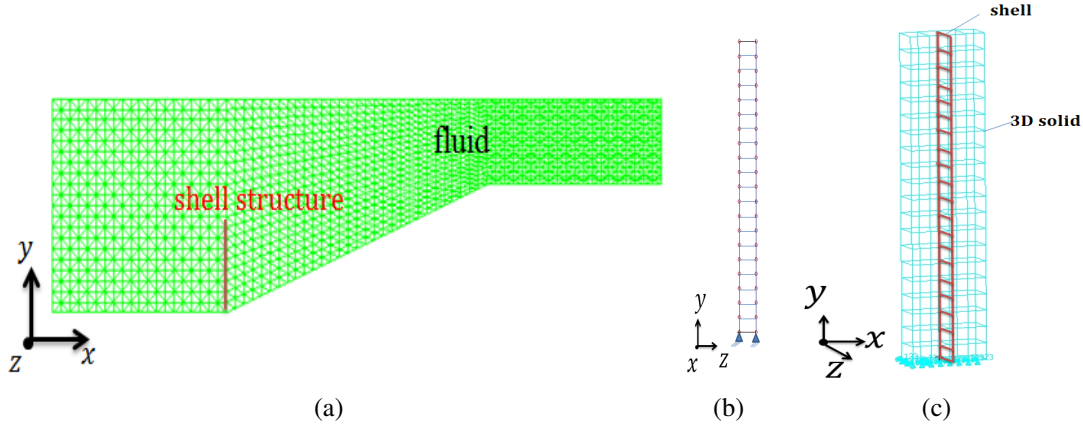 fluid
shell structure
y
z
x
(a)
y
x
z
(b)
shell
3D solid
y
x
z
(c)